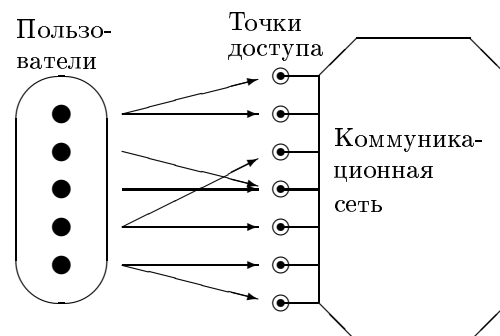 Пользо-
ватели
Точки
доступа
Коммуника-
ционная
сеть